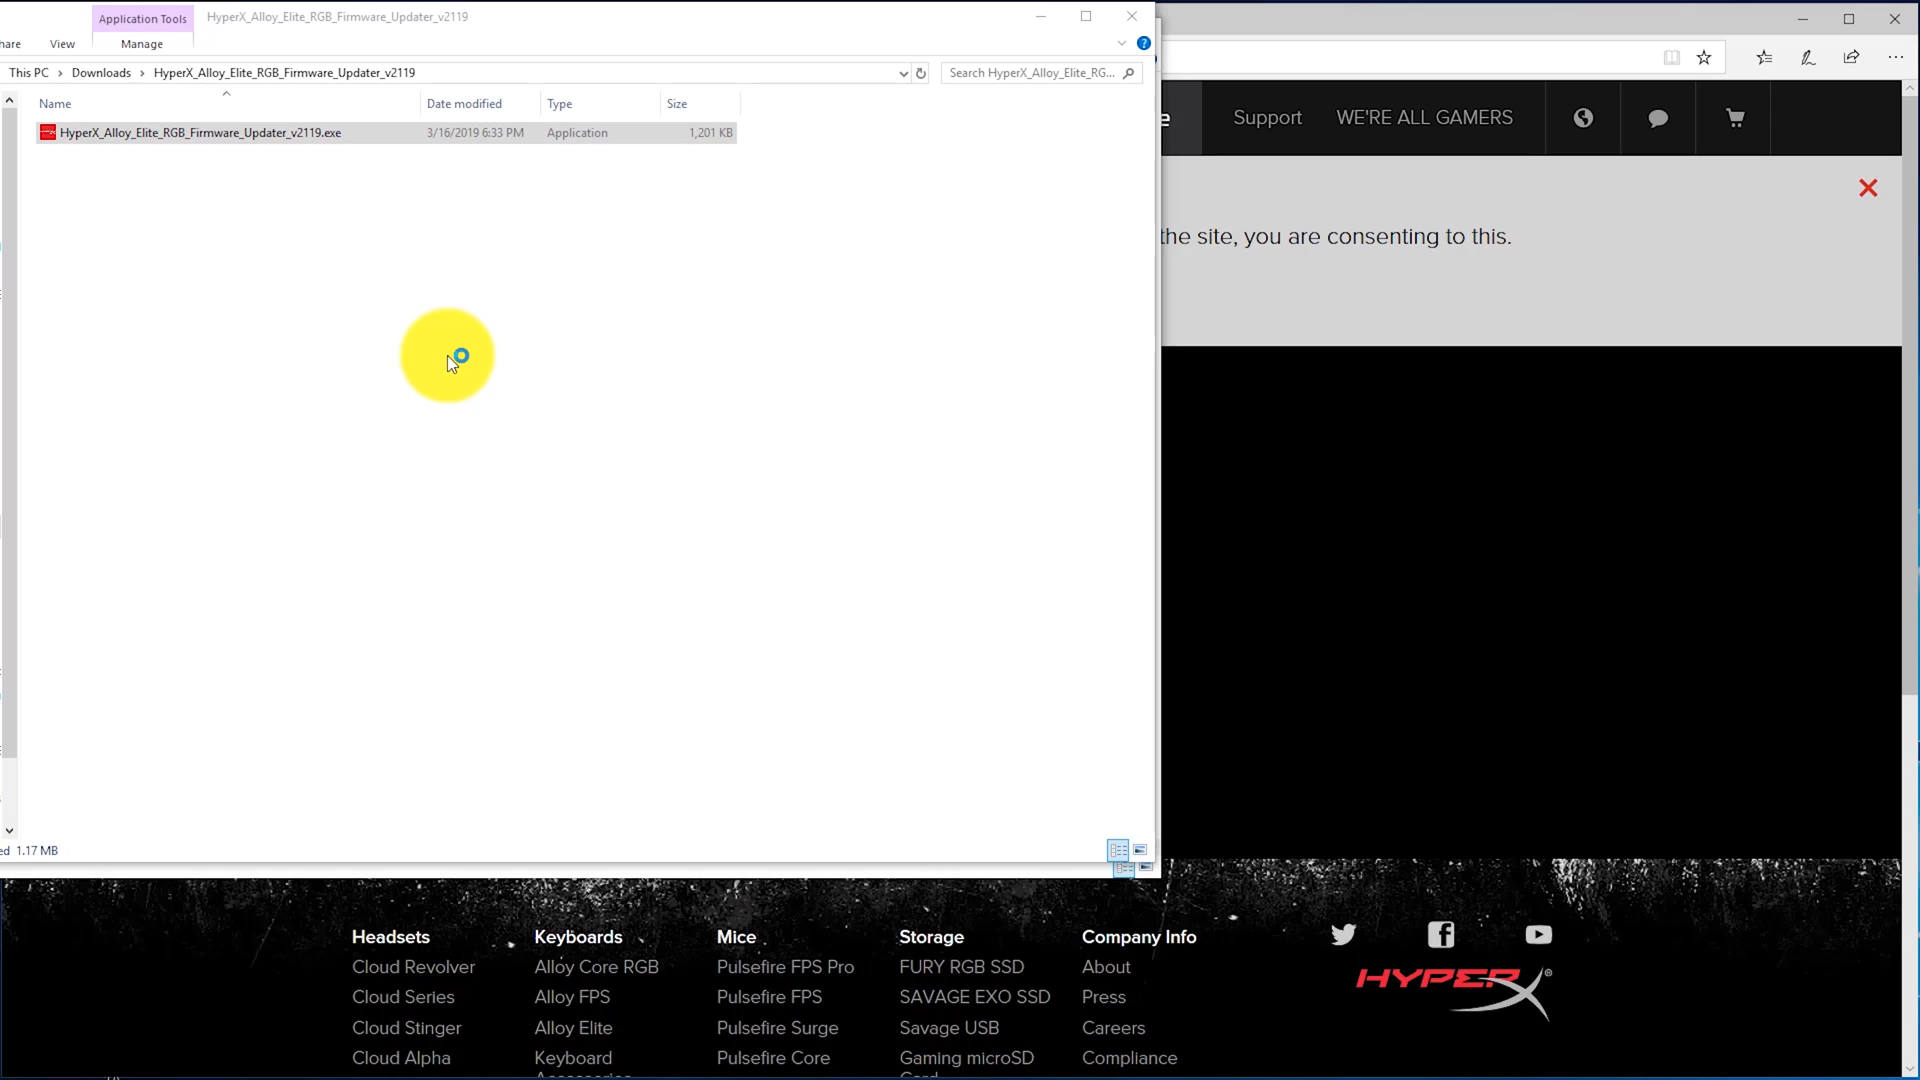 Application Tools
HyperX_Alloy_Elite_RGB_Firmware_Updater_v2119
View
Manage
This PC > Downloads > HyperX_Alloy_Elite_RGB_Firmware_Updater_v2119
Search HyperX_Alloy_Elite_RG...
Name
Date modified
Type
Size
HyperX_Alloy_Elite_RGB_Firmware_Updater_v2119.exe
3/16/2019 6:33 PM
Application
1,201 KB
1.17 MB
Support
WE'RE ALL GAMERS
the site, you are consenting to this.
Headsets
Cloud Revolver
Cloud Series
Cloud Stinger
Cloud Alpha
Keyboards
Alloy Core RGB
Alloy FPS
Alloy Elite
Keyboard
Mice
Pulsefire FPS Pro
Pulsefire FPS
Pulsefire Surge
Pulsefire Core
Storage
FURY RGB SSD
SAVAGE EXO SSD
Savage USB
Gaming microSD
Company Info
About
Press
Careers
Compliance
HYPERX®